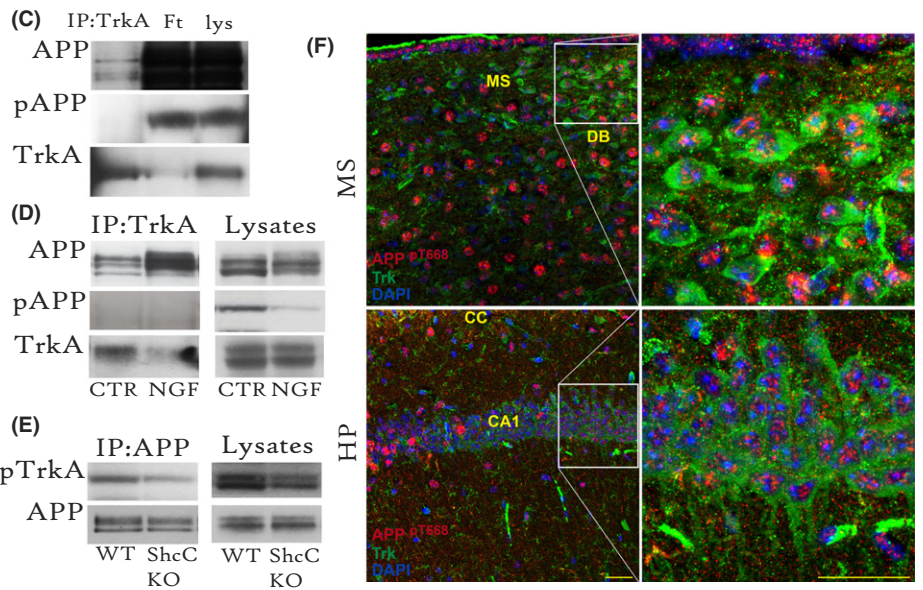 (C)
IP:TrkA Ft lys
APP
pAPP
TrkA
(D)
IP:TrkA Lysates
APP
pAPP
TrkA
CTR NGF CTR NGF
(E)
IP:APP Lysates
pTrkA
APP
WT ShcC KO WT ShcC KO
(F)
MS
MS
DB
APP pT668
Trk
DAPI
HP
CC
CA1
APP pT668
Trk
DAPI